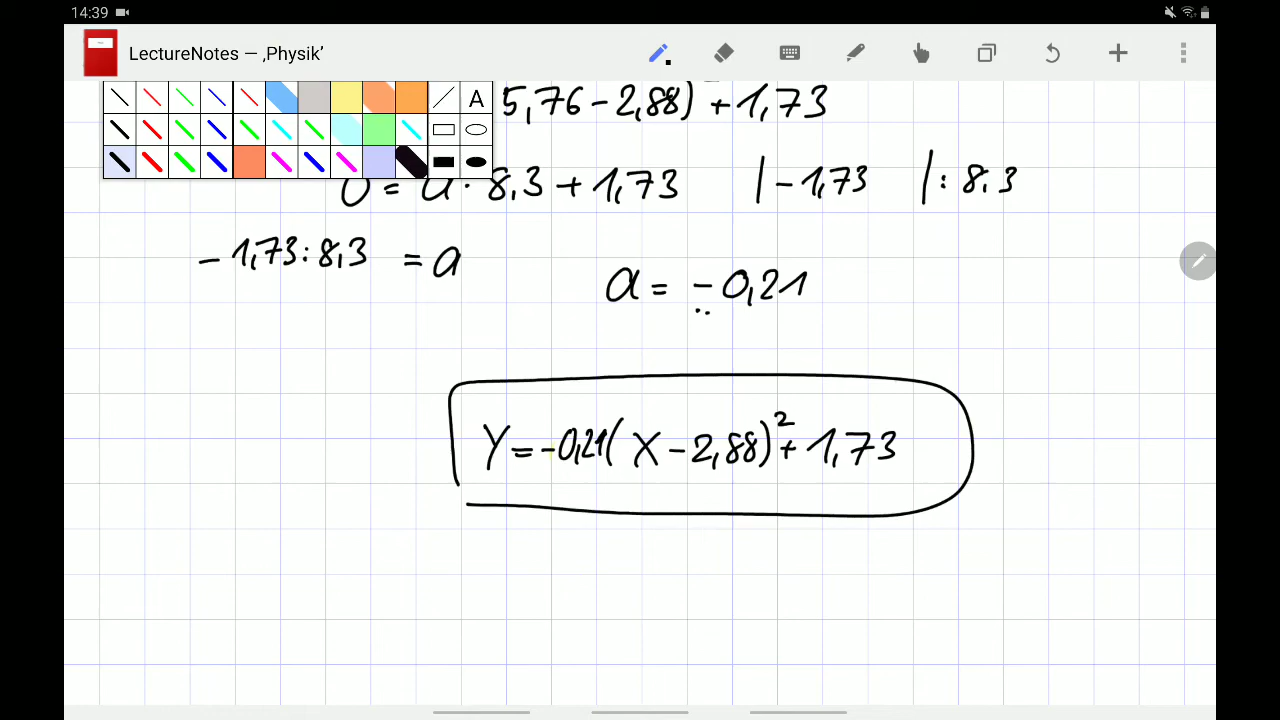 14:39
LectureNotes — ‚Physik’
A
5,76 - 2,88) + 1,73
0 = a · 8,3 + 1,73 | - 1,73 | : 8,3
- 1,73 : 8,3 = a
a = - 0,21
Y = -0,21 ( X - 2,88)² + 1,73